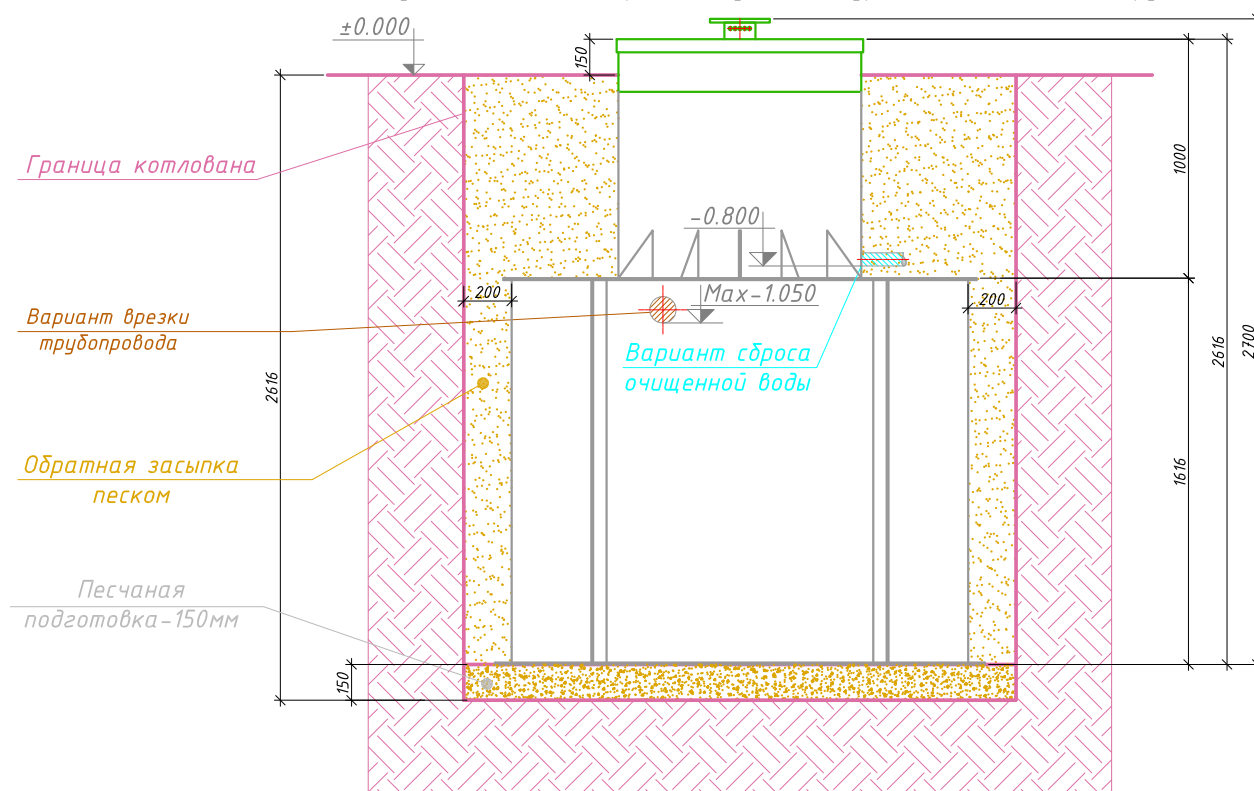 ±0.000
150
Граница котлована
1000
-0.800
200
Max-1.050
200
Вариант врезки
трубопровода
Вариант сброса
очищенной воды
2616
2616
2700
Обратная засыпка
песком
1616
Песчаная
подготовка-150мм
150